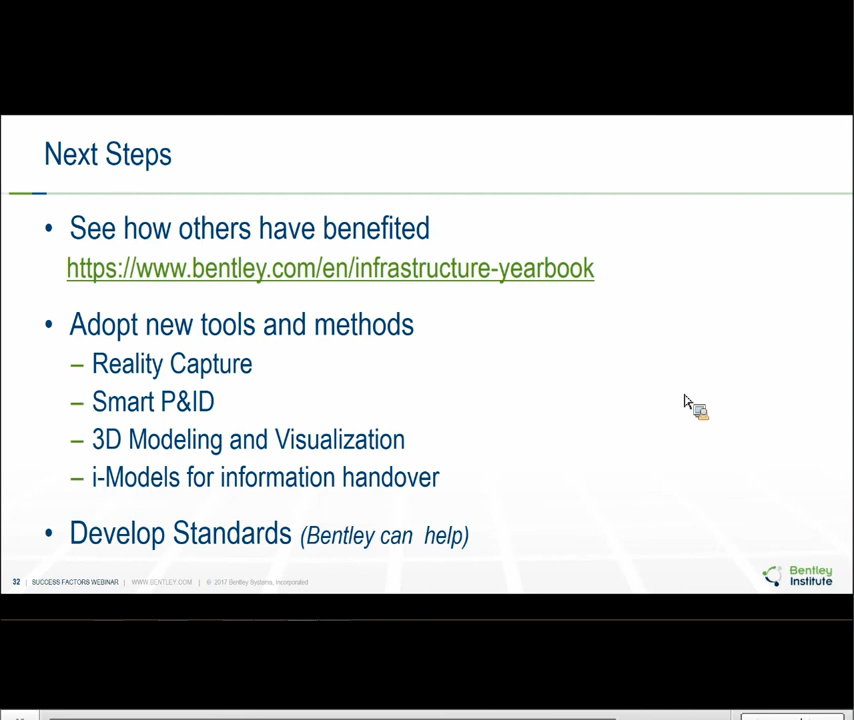 Next Steps
• See how others have benefited
https://www.bentley.com/en/infrastructure-yearbook
• Adopt new tools and methods
– Reality Capture
– Smart P&ID
– 3D Modeling and Visualization
– i-Models for information handover
• Develop Standards (Bentley can help)
32 | SUCCESS FACTORS WEBINAR | WWW.BENTLEY.COM | © 2017 Bentley Systems, Incorporated
Bentley
Institute